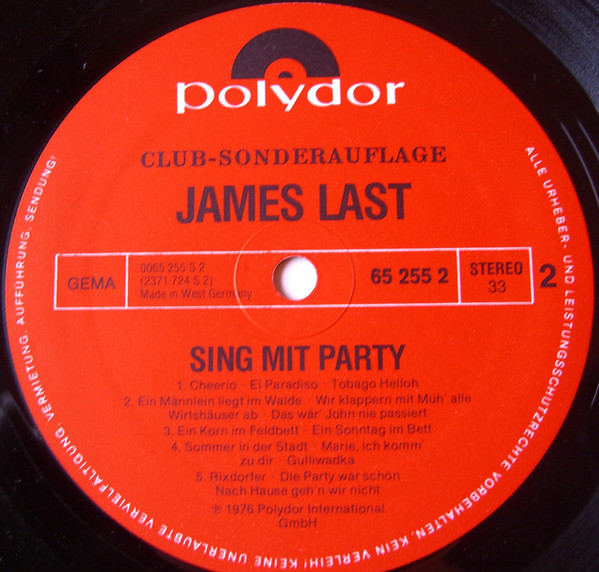 polydor
CLUB-SONDERAUFLAGE
JAMES LAST
GEMA
0065 255 S 2
(2371 724 S 2)
Made in West Germany
65 255 2
STEREO
33
2
SING MIT PARTY
1. Cheerio · El Paradiso · Tobago Helloh
2. Ein Männlein liegt im Walde · Wir klappern mit Müh' alle
Wirtshäuser ab · Das wär' John nie passiert
3. Ein Korn im Feldbett · Ein Sonntag im Bett
4. Sommer in der Stadt · Marie, ich komm'
zu dir · Gulliwadka
5. Rixdorfer · Die Party war schön
Nach Hause geh'n wir nicht
℗ 1976 Polydor International
GmbH
ALLE URHEBER- UND LEISTUNGSSCHUTZRECHTE VORBEHALTEN. KEIN VERLEIH! KEINE UNERLAUBTE VERVIELFÄLTIGUNG, VERMIETUNG, AUFFÜHRUNG, SENDUNG!